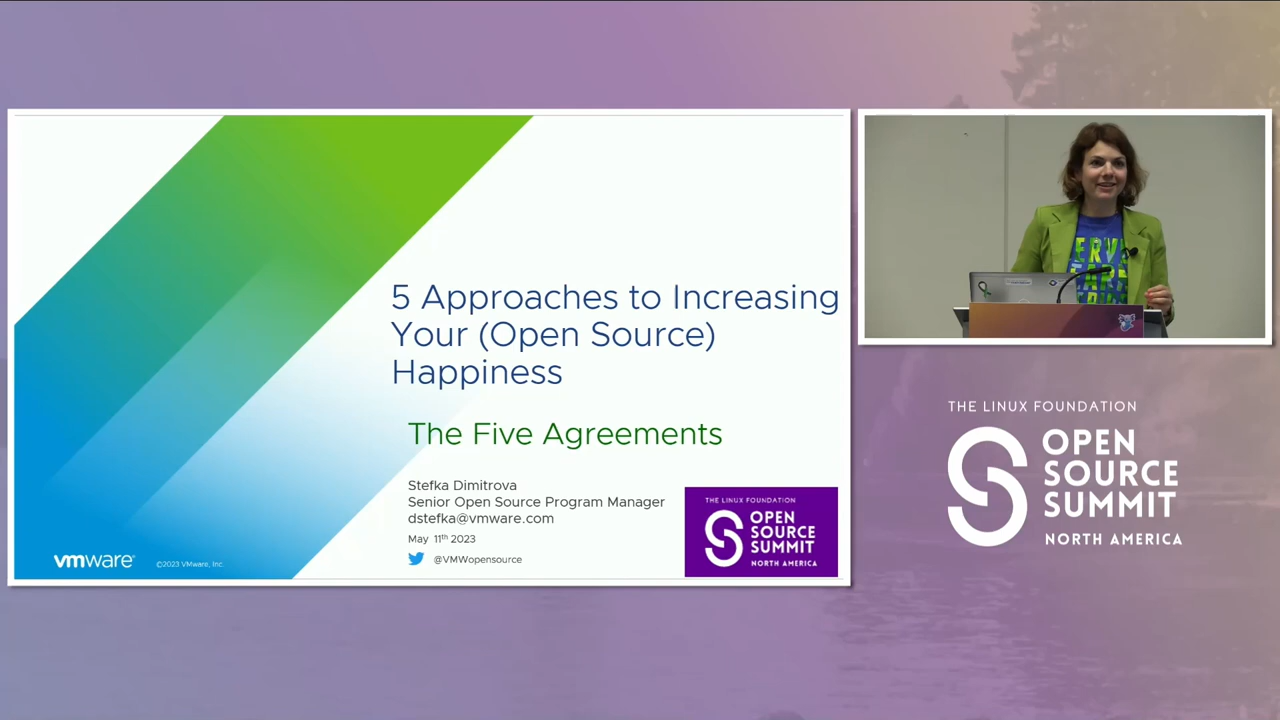 5 Approaches to Increasing
Your (Open Source)
Happiness
The Five Agreements
Stefka Dimitrova
Senior Open Source Program Manager
dstefka@vmware.com
May 11th 2023
@VMWopensource
vmware®
©2023 VMware, Inc.
THE LINUX FOUNDATION
OPEN
SOURCE
SUMMIT
NORTH AMERICA
THE LINUX FOUNDATION
OPEN
SOURCE
SUMMIT
NORTH AMERICA